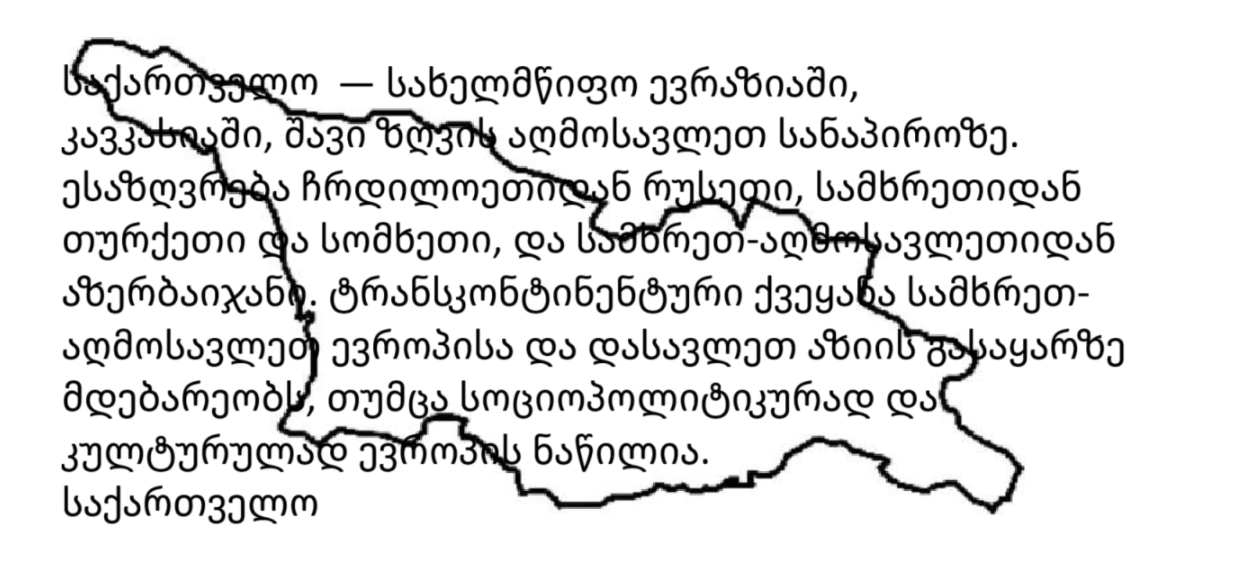 საქართველო — სახელმწიფო ევრაზიაში,
კავკასიაში, შავი ზღვის აღმოსავლეთ სანაპიროზე.
ესაზღვრება ჩრდილოეთიდან რუსეთი, სამხრეთიდან
თურქეთი და სომხეთი, და სამხრეთ-აღმოსავლეთიდან
აზერბაიჯანი. ტრანსკონტინენტური ქვეყანა სამხრეთ-
აღმოსავლეთ ევროპისა და დასავლეთ აზიის გასაყარზე
მდებარეობს, თუმცა სოციოპოლიტიკურად და
კულტურულად ევროპის ნაწილია.
საქართველო